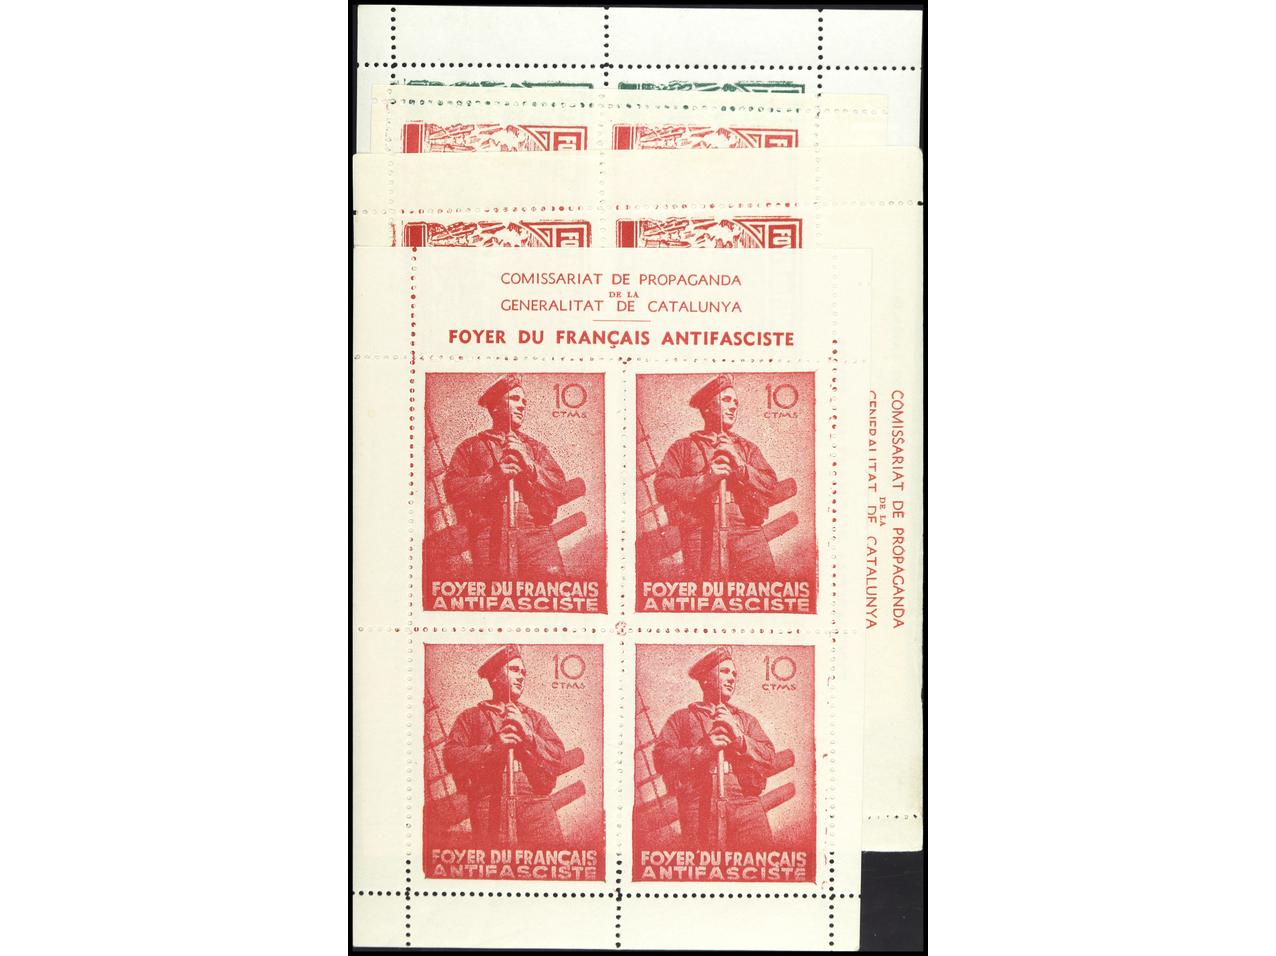 FO
FO
COMISSARIAT DE PROPAGANDA
DE LA
GENERALITAT DE CATALUNYA
FOYER DU FRANÇAIS ANTIFASCISTE
10
CTMS
FOYER DU FRANÇAIS
ANTIFASCISTE
10
CTMS
FOYER DU FRANÇAIS
ANTIFASCISTE
10
CTMS
FOYER DU FRANÇAIS
ANTIFASCISTE
10
CTMS
FOYER DU FRANÇAIS
ANTIFASCISTE
COMISSARIAT DE PROPAGANDA
DE LA
GENERALITAT DE CATALUNYA